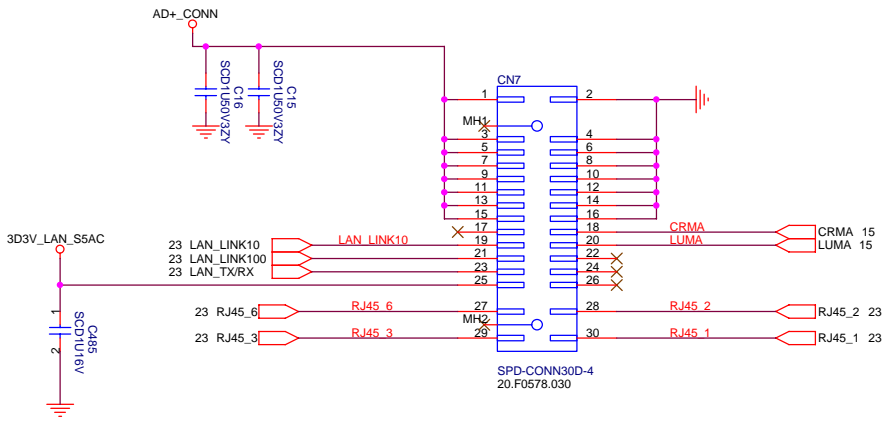 AD+_CONN
C16
SCD1U50V3ZY
C15
SCD1U50V3ZY
CN7
1
2
MH1
3
4
5
6
7
8
9
10
11
12
13
14
15
16
17
18
CRMA
CRMA 15
3D3V_LAN_S5AC
23 LAN_LINK10
LAN_LINK10
19
20
LUMA
LUMA 15
23 LAN_LINK100
21
22
23 LAN_TX/RX
23
24
25
26
1
C485
SCD1U16V
2
23 RJ45_6
RJ45_6
27
28
RJ45_2
RJ45_2 23
MH2
23 RJ45_3
RJ45_3
29
30
RJ45_1
RJ45_1 23
SPD-CONN30D-4
20.F0578.030